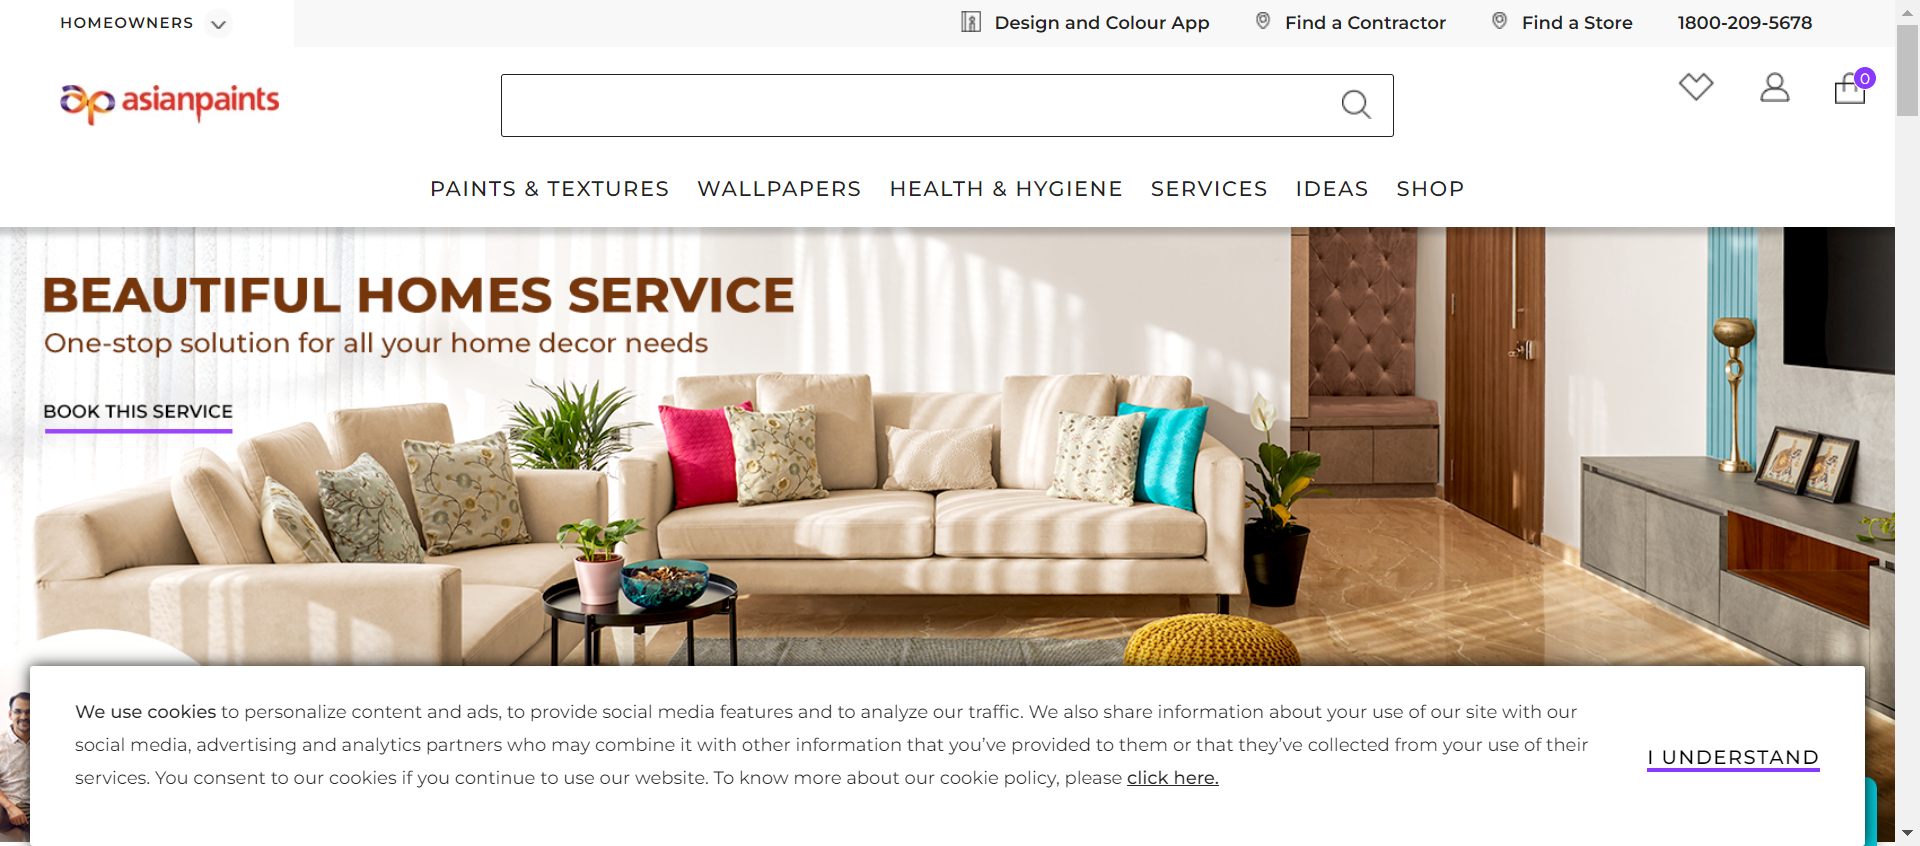 HOMEOWNERS
Design and Colour App
Find a Contractor
Find a Store
1800-209-5678
ap asianpaints
0
PAINTS & TEXTURES WALLPAPERS HEALTH & HYGIENE SERVICES IDEAS SHOP
BEAUTIFUL HOMES SERVICE
One-stop solution for all your home decor needs
BOOK THIS SERVICE
We use cookies to personalize content and ads, to provide social media features and to analyze our traffic. We also share information about your use of our site with our
social media, advertising and analytics partners who may combine it with other information that you’ve provided to them or that they’ve collected from your use of their
services. You consent to our cookies if you continue to use our website. To know more about our cookie policy, please click here.
I UNDERSTAND